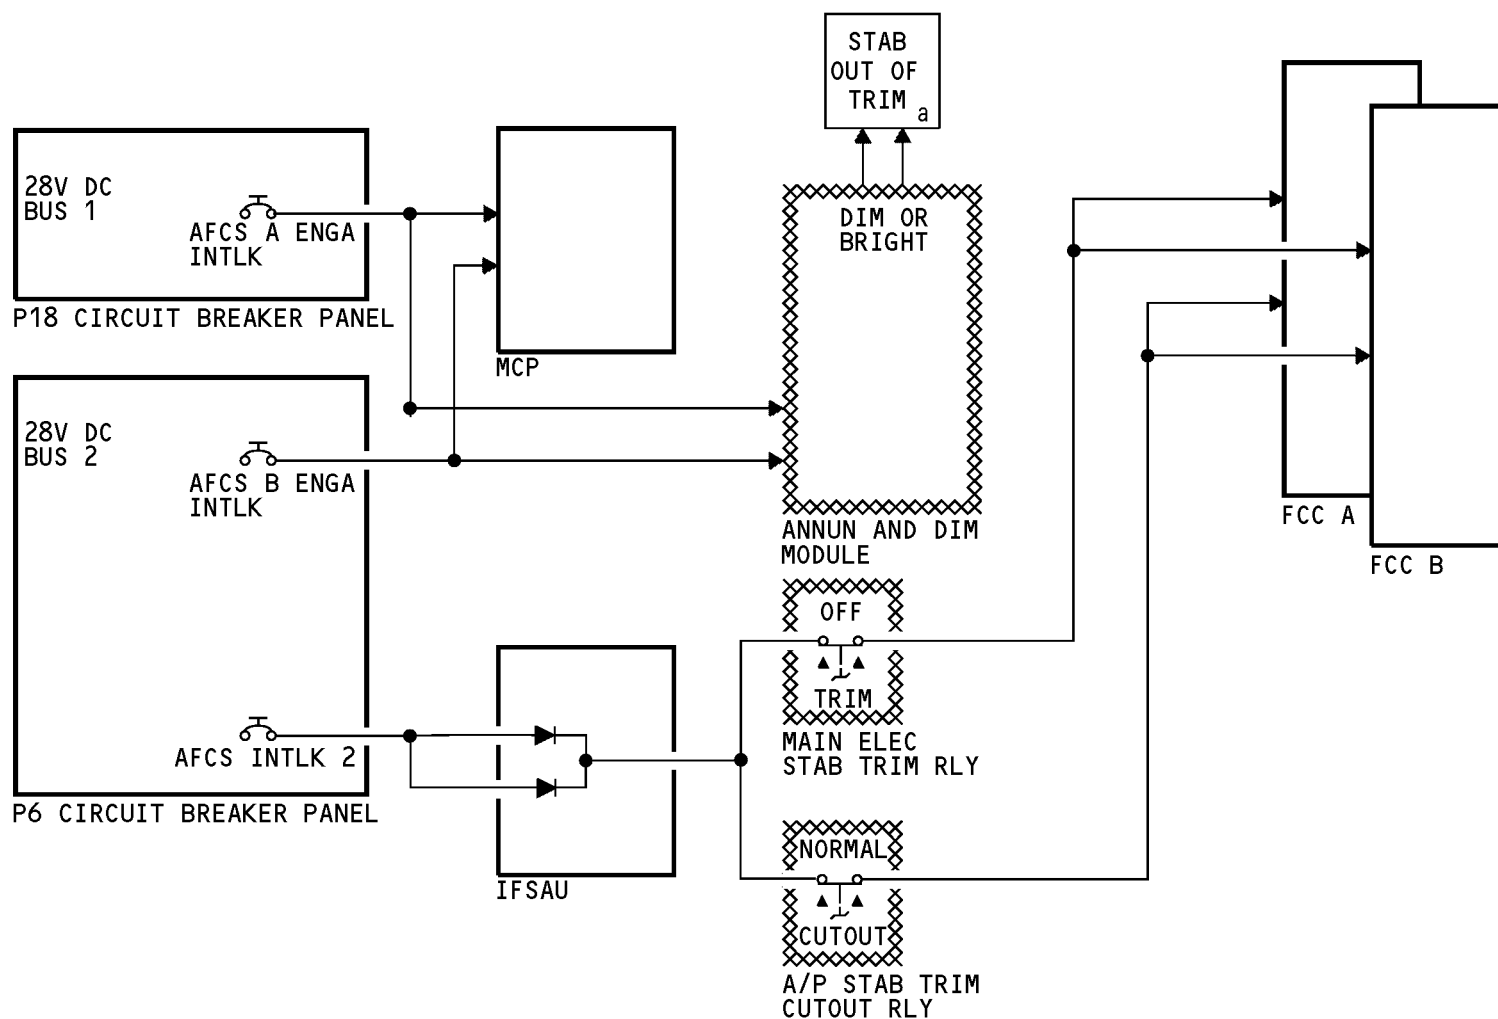 STAB
OUT OF
TRIM a
28V DC
BUS 1
AFCS A ENGA
INTLK
P18 CIRCUIT BREAKER PANEL
MCP
DIM OR
BRIGHT
28V DC
BUS 2
AFCS B ENGA
INTLK
ANNUN AND DIM
MODULE
FCC A
FCC B
OFF
TRIM
MAIN ELEC
STAB TRIM RLY
AFCS INTLK 2
P6 CIRCUIT BREAKER PANEL
IFSAU
NORMAL
CUTOUT
A/P STAB TRIM
CUTOUT RLY